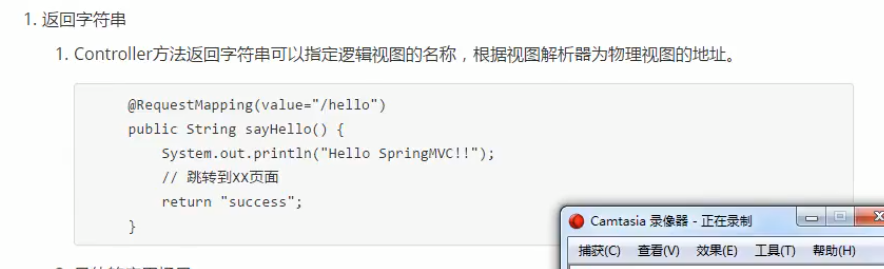 1. 返回字符串
1. Controller方法返回字符串可以指定逻辑视图的名称，根据视图解析器为物理视图的地址。
@RequestMapping(value="/hello")
public String sayHello() {
System.out.println("Hello SpringMVC!!");
// 跳转到XX页面
return "success";
}
Camtasia 录像器 - 正在录制
捕获(C) 查看(V) 效果(E) 工具(T) 帮助(H)